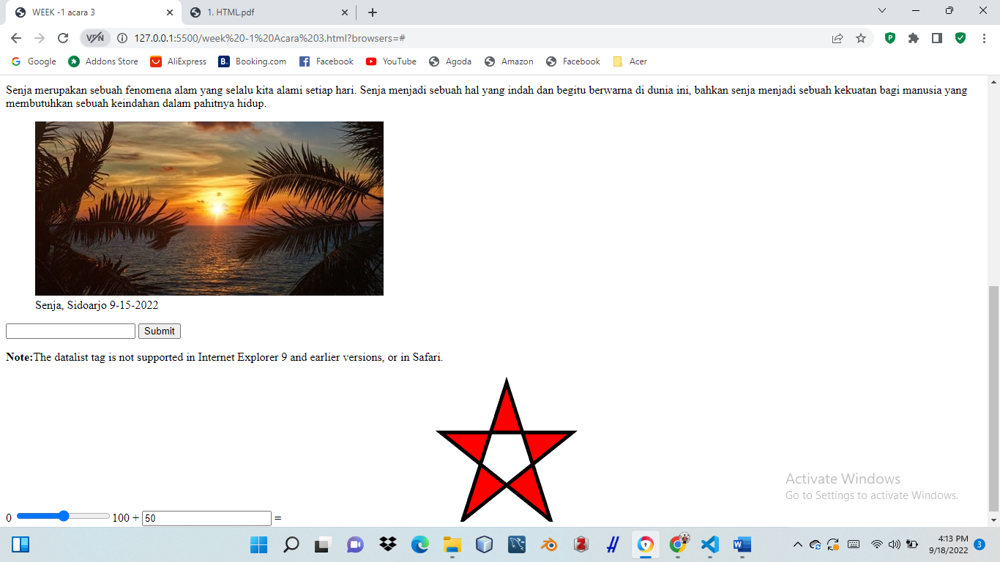 WEEK -1 acara 3
1. HTML.pdf
VPN
127.0.0.1:5500/week%20-1%20Acara%203.html?browsers=#
Google Addons Store AliExpress B. Booking.com Facebook YouTube Agoda Amazon Facebook Acer
Senja merupakan sebuah fenomena alam yang selalu kita alami setiap hari. Senja menjadi sebuah hal yang indah dan begitu berwarna di dunia ini, bahkan senja menjadi sebuah kekuatan bagi manusia yang
membutuhkan sebuah keindahan dalam pahitnya hidup.
Senja, Sidoarjo 9-15-2022
Submit
Note:The datalist tag is not supported in Internet Explorer 9 and earlier versions, or in Safari.
Activate Windows
Go to Settings to activate Windows.
0 100 + 50 =
4:13 PM
9/18/2022
3